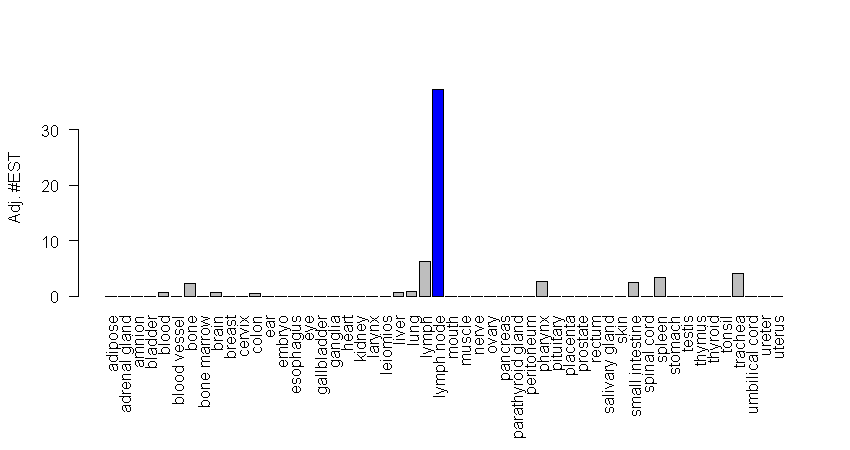 Adj. #EST
30
20
10
0
adipose
adrenal gland
amnion
bladder
blood
blood vessel
bone
bone marrow
brain
breast
cervix
colon
ear
embryo
esophagus
eye
gallbladder
ganglia
heart
kidney
larynx
leiomios
liver
lung
lymph
lymph node
mouth
muscle
nerve
ovary
pancreas
parathyroid gland
peritoneum
pharynx
pituitary
placenta
prostate
rectum
salivary gland
skin
small intestine
spinal cord
spleen
stomach
testis
thymus
thyroid
tonsil
trachea
umbilical cord
ureter
uterus